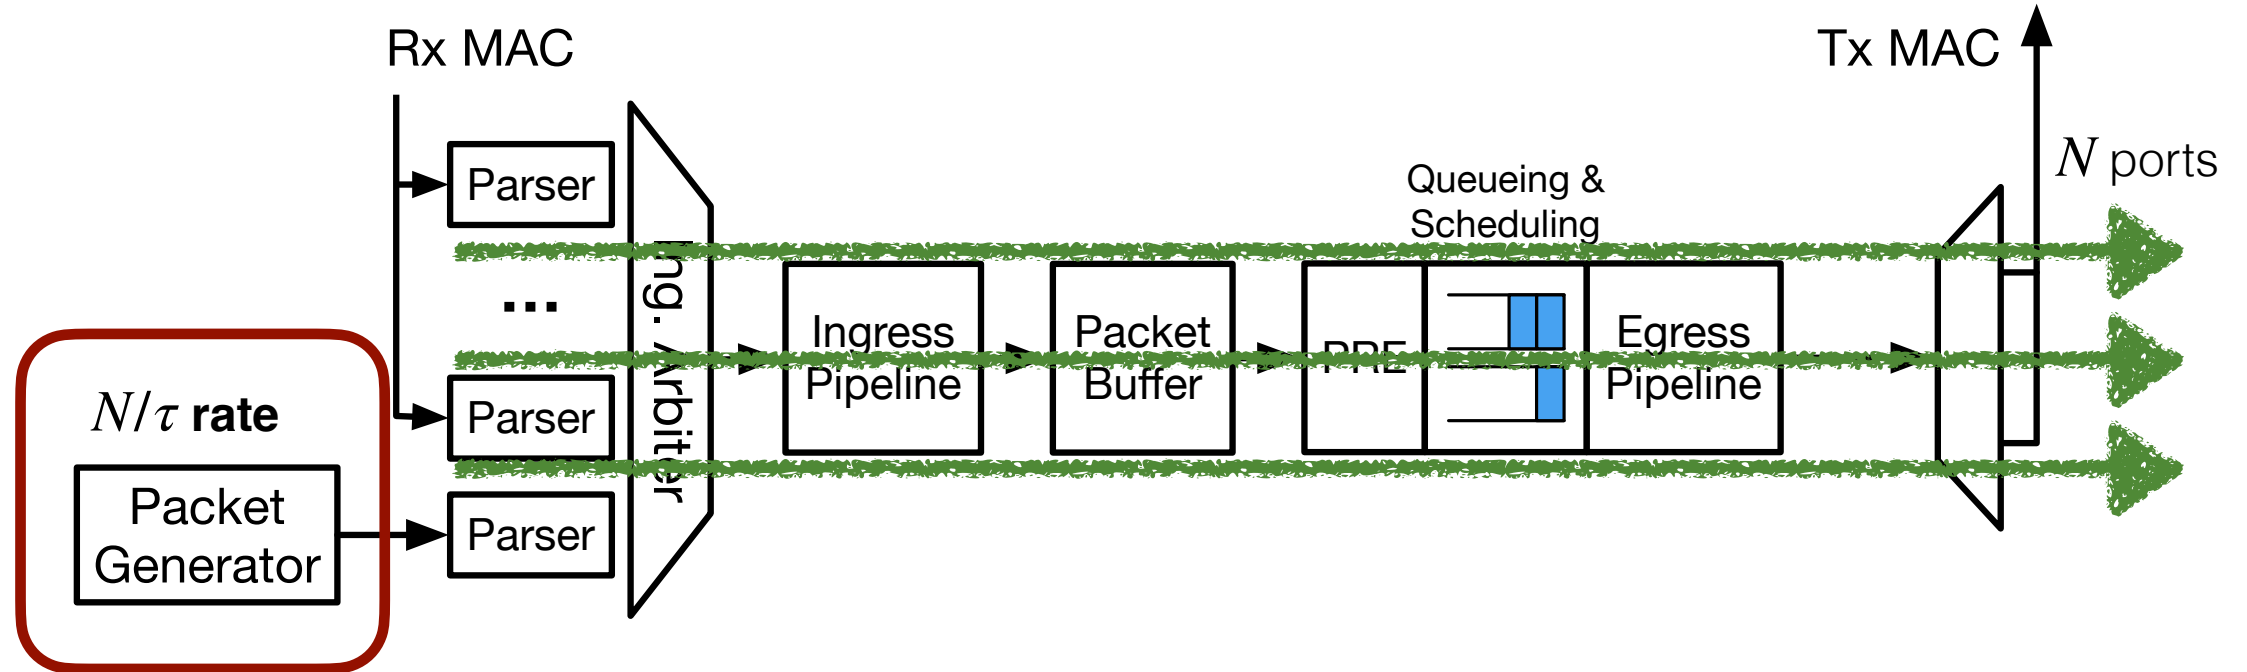 Rx MAC
Tx MAC
N ports
Parser
Queueing &
Scheduling
...
Ing. Arbiter
Ingress
Pipeline
Packet
Buffer
PRE
Egress
Pipeline
N/τ rate
Parser
Packet
Generator
Parser